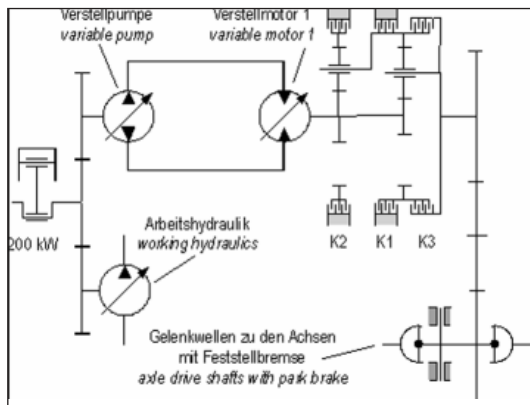 Verstellpumpe
variable pump
Verstellmotor 1
variable motor 1
200 kW
Arbeitshydraulik
working hydraulics
K2 K1 K3
Gelenkwellen zu den Achsen
mit Feststellbremse
axle drive shafts with park brake